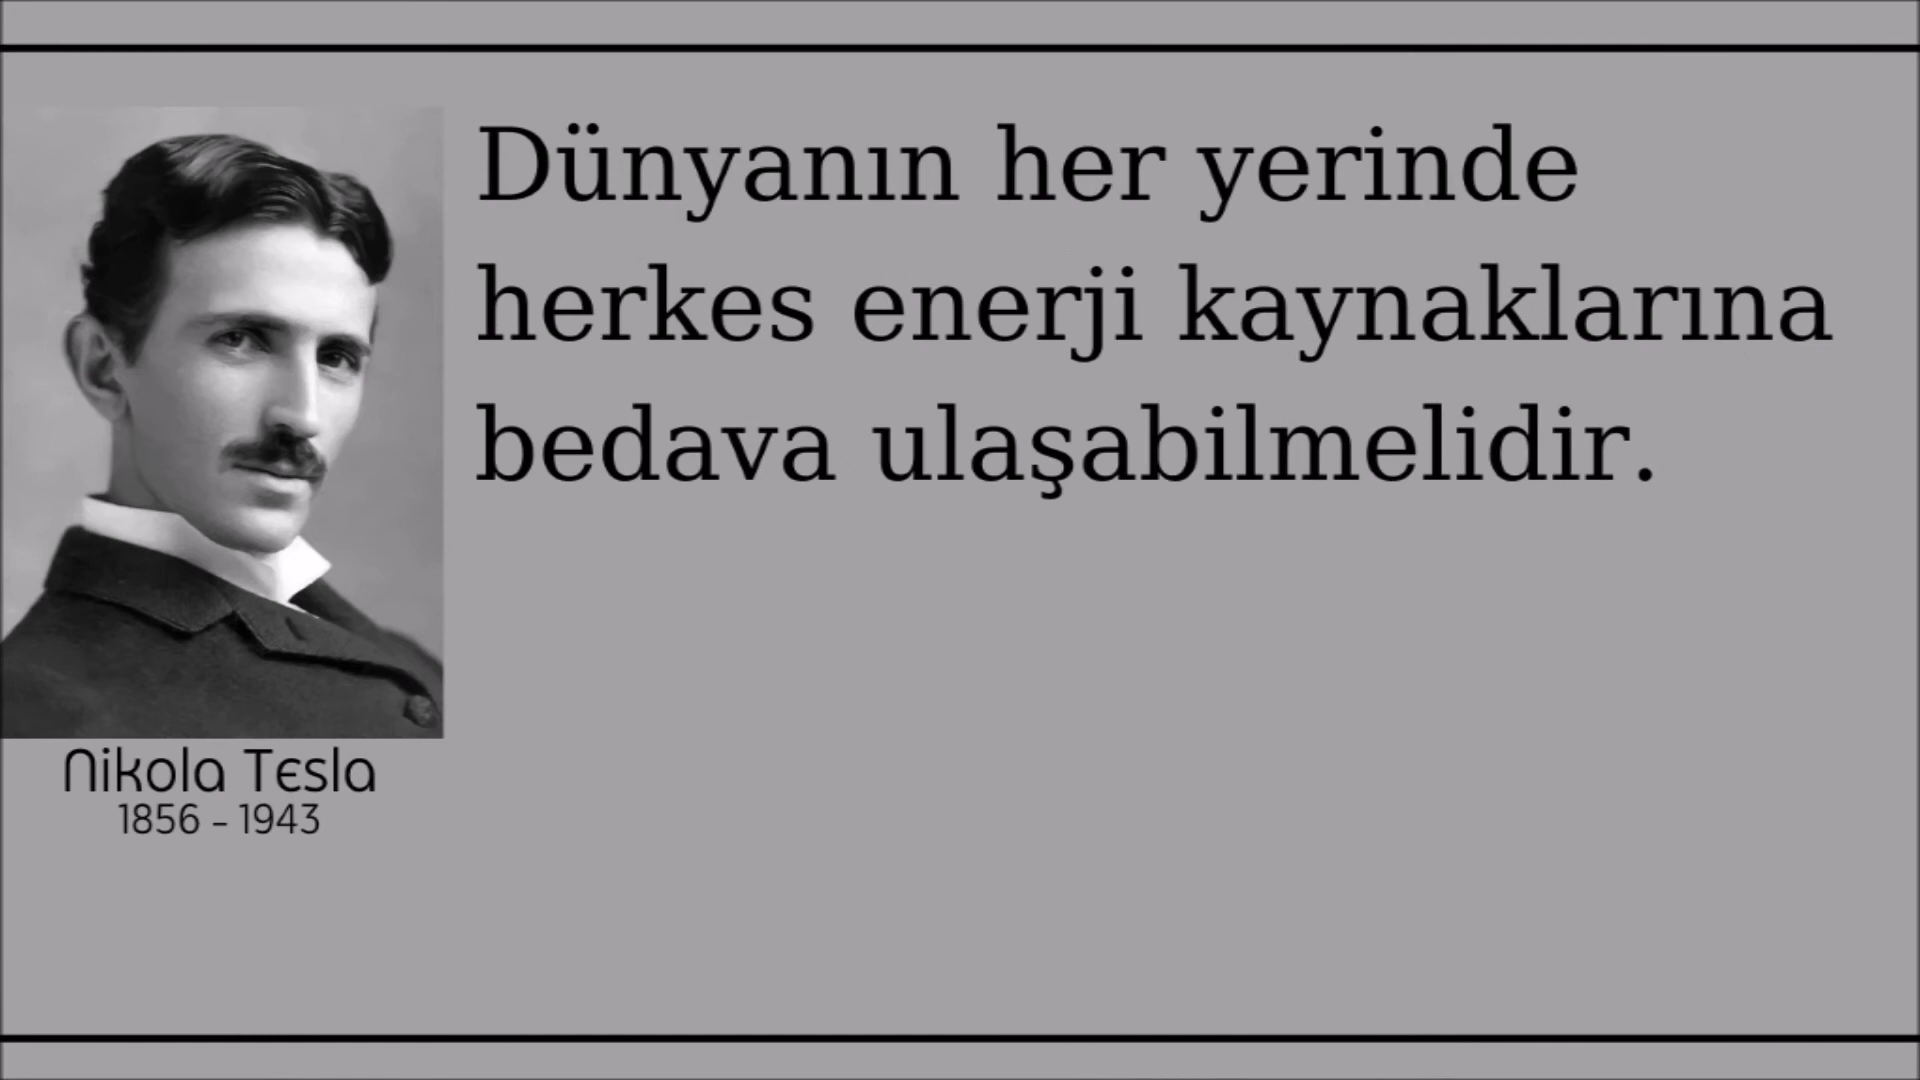 Dünyanın her yerinde
herkes enerji kaynaklarına
bedava ulaşabilmelidir.
Nikola Tesla
1856 - 1943